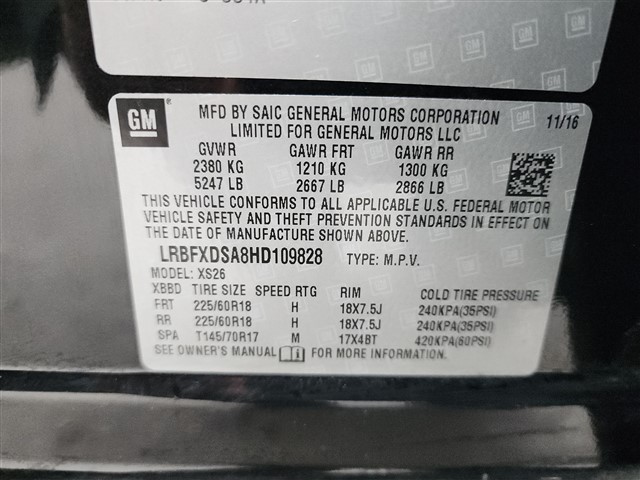 GM
MFD BY SAIC GENERAL MOTORS CORPORATION 11/16
LIMITED FOR GENERAL MOTORS LLC
GVWR GAWR FRT GAWR RR
2380 KG 1210 KG 1300 KG
5247 LB 2667 LB 2866 LB
THIS VEHICLE CONFORMS TO ALL APPLICABLE U.S. FEDERAL MOTOR
VEHICLE SAFETY AND THEFT PREVENTION STANDARDS IN EFFECT ON
THE DATE OF MANUFACTURE SHOWN ABOVE.
LRBFXDSA8HD109828 TYPE: M.P.V.
MODEL: XS26
XBBD TIRE SIZE SPEED RTG RIM COLD TIRE PRESSURE
FRT 225/60R18 H 18X7.5J 240KPA(35PSI)
RR 225/60R18 H 18X7.5J 240KPA(35PSI)
SPA T145/70R17 M 17X4BT 420KPA(60PSI)
SEE OWNER'S MANUAL FOR MORE INFORMATION.